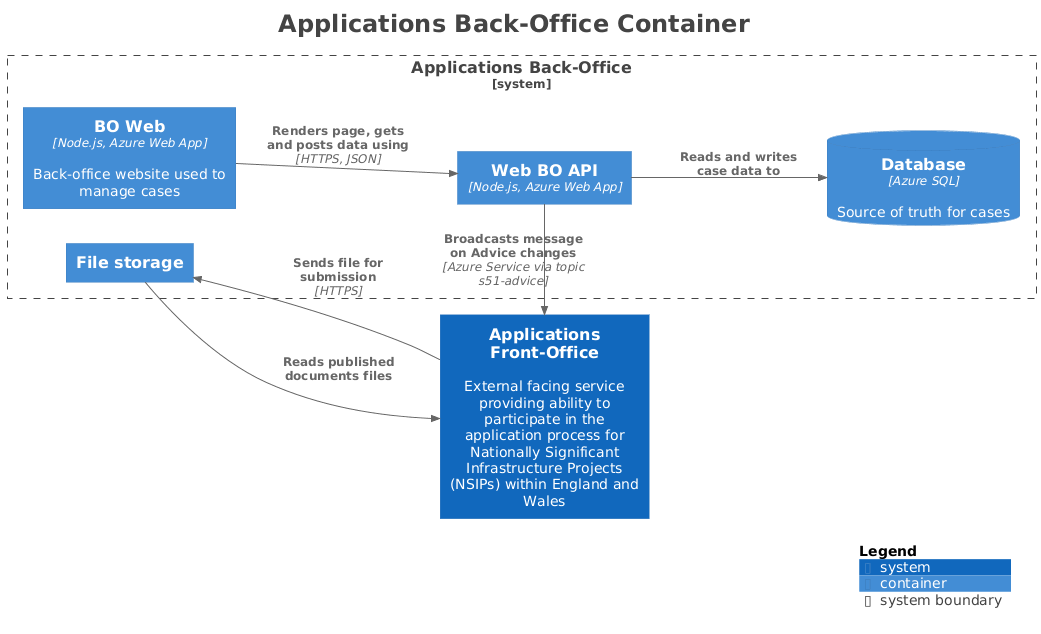 Applications Back-Office Container
Applications Back-Office
[system]
BO Web
[Node.js, Azure Web App]
Back-office website used to
manage cases
Renders page, gets
and posts data using
[HTTPS, JSON]
Web BO API
[Node.js, Azure Web App]
Reads and writes
case data to
Database
[Azure SQL]
Source of truth for cases
File storage
Sends file for
submission
[HTTPS]
Broadcasts message
on Advice changes
[Azure Service via topic
s51-advice]
Reads published
documents files
Applications
Front-Office
External facing service
providing ability to
participate in the
application process for
Nationally Significant
Infrastructure Projects
(NSIPs) within England and
Wales
Legend
system
container
system boundary